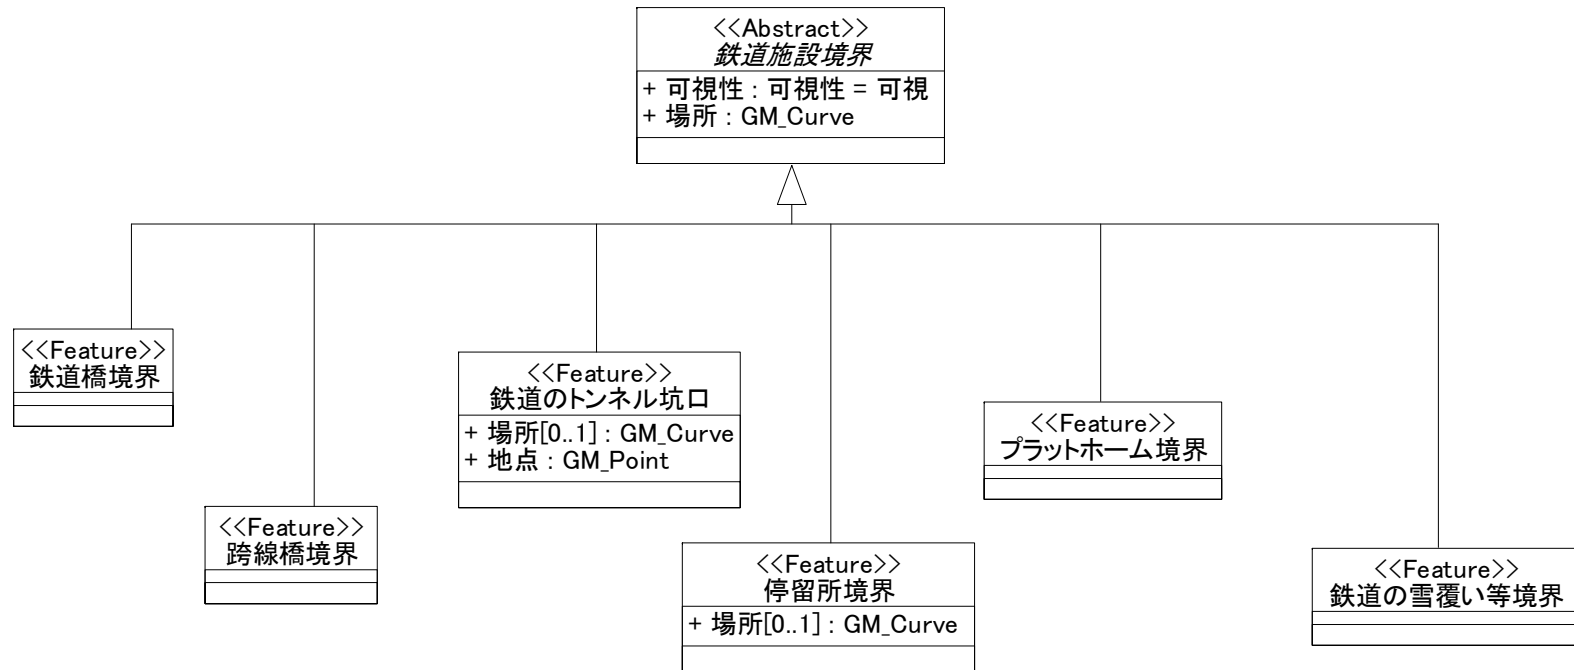 <<Abstract>>
鉄道施設境界
+ 可視性 : 可視性 = 可視
+ 場所 : GM_Curve
<<Feature>>
鉄道橋境界
<<Feature>>
跨線橋境界
<<Feature>>
鉄道のトンネル坑口
+ 場所[0..1] : GM_Curve
+ 地点 : GM_Point
<<Feature>>
停留所境界
+ 場所[0..1] : GM_Curve
<<Feature>>
プラットホーム境界
<<Feature>>
鉄道の雪覆い等境界